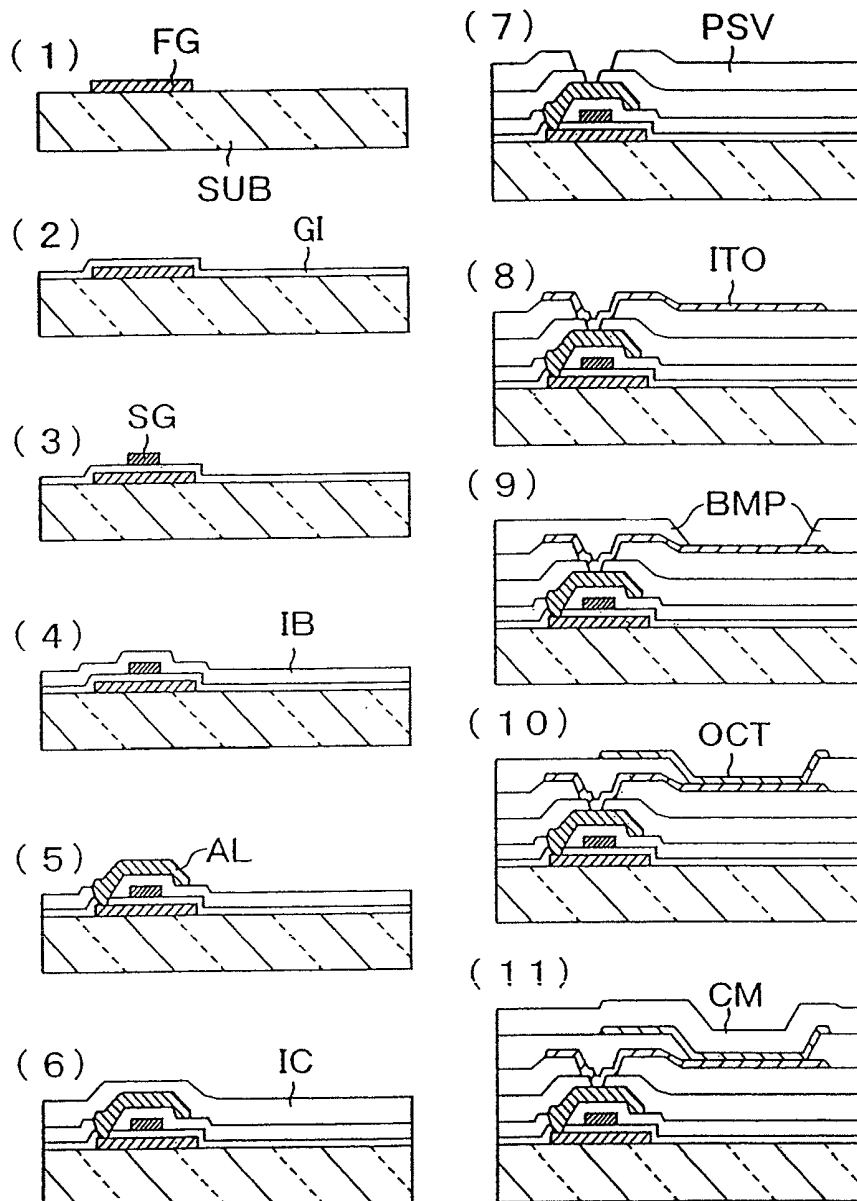 (1)
FG
SUB
(2)
GI
(3)
SG
(4)
IB
(5)
AL
(6)
IC
(7)
PSV
(8)
ITO
(9)
BMP
(10)
OCT
(11)
CM